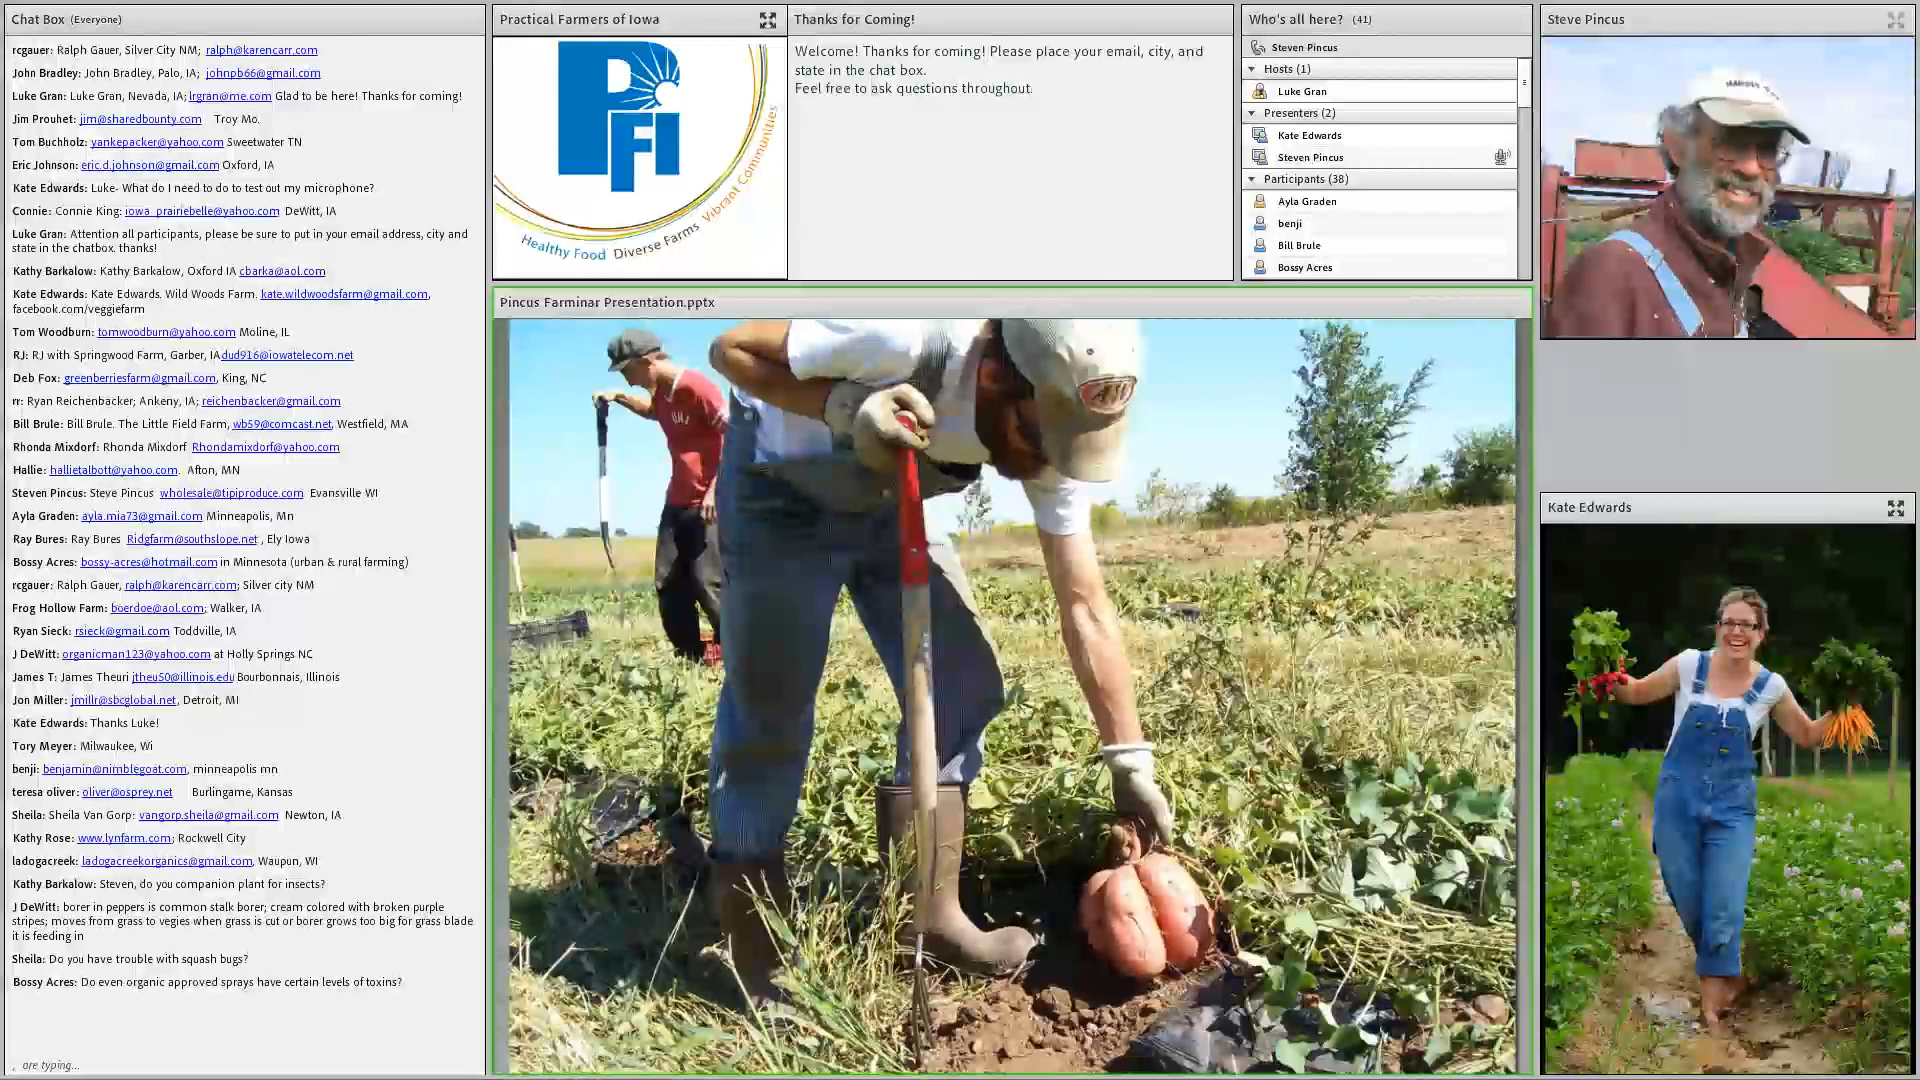 Chat Box (Everyone)
rcgauer: Ralph Gauer, Silver City NM; ralph@karencarr.com
John Bradley: John Bradley, Palo, IA; johnpb66@gmail.com
Luke Gran: Luke Gran, Nevada, IA; lrgran@me.com Glad to be here! Thanks for coming!
Jim Prouhet: jim@sharedbounty.com Troy Mo.
Tom Buchholz: yankepacker@yahoo.com Sweetwater TN
Eric Johnson: eric.d.johnson@gmail.com Oxford, IA
Kate Edwards: Luke- What do I need to do to test out my microphone?
Connie: Connie King: iowa_prairiebelle@yahoo.com DeWitt, IA
Luke Gran: Attention all participants, please be sure to put in your email address, city and
state in the chatbox. thanks!
Kathy Barkalow: Kathy Barkalow, Oxford IA cbarka@aol.com
Kate Edwards: Kate Edwards. Wild Woods Farm. kate.wildwoodsfarm@gmail.com,
facebook.com/veggiefarm
Tom Woodburn: tomwoodburn@yahoo.com Moline, IL
RJ: RJ with Springwood Farm, Garber, IA dud916@iowatelecom.net
Deb Fox: greenberriesfarm@gmail.com, King, NC
rr: Ryan Reichenbacker; Ankeny, IA; reichenbacker@gmail.com
Bill Brule: Bill Brule. The Little Field Farm, wb59@comcast.net, Westfield, MA
Rhonda Mixdorf: Rhonda Mixdorf Rhondamixdorf@yahoo.com
Hallie: hallietalbott@yahoo.com. Afton, MN
Steven Pincus: Steve Pincus wholesale@tipiproduce.com Evansville WI
Ayla Graden: ayla.mia73@gmail.com Minneapolis, Mn
Ray Bures: Ray Bures Ridgfarm@southslope.net , Ely Iowa
Bossy Acres: bossy-acres@hotmail.com in Minnesota (urban & rural farming)
rcgauer: Ralph Gauer, ralph@karencarr.com; Silver city NM
Frog Hollow Farm: boerdoe@aol.com; Walker, IA
Ryan Sieck: rsieck@gmail.com Toddville, IA
J DeWitt: organicman123@yahoo.com at Holly Springs NC
James T: James Theuri jtheu50@illinois.edu Bourbonnais, Illinois
Jon Miller: jmillr@sbcglobal.net, Detroit, MI
Kate Edwards: Thanks Luke!
Tory Meyer: Milwaukee, Wi
benji: benjamin@nimblegoat.com, minneapolis mn
teresa oliver: oliver@osprey.net Burlingame, Kansas
Sheila: Sheila Van Gorp: vangorp.sheila@gmail.com Newton, IA
Kathy Rose: www.lynfarm.com; Rockwell City
ladogacreek: ladogacreekorganics@gmail.com, Waupun, WI
Kathy Barkalow: Steven, do you companion plant for insects?
J DeWitt: borer in peppers is common stalk borer; cream colored with broken purple
stripes; moves from grass to vegies when grass is cut or borer grows too big for grass blade
it is feeding in
Sheila: Do you have trouble with squash bugs?
Bossy Acres: Do even organic approved sprays have certain levels of toxins?
, are typing...
Practical Farmers of Iowa
PFI
Healthy Food Diverse Farms Vibrant Communities
Thanks for Coming!
Welcome! Thanks for coming! Please place your email, city, and
state in the chat box.
Feel free to ask questions throughout.
Who's all here? (41)
Steven Pincus
Hosts (1)
Luke Gran
Presenters (2)
Kate Edwards
Steven Pincus
Participants (38)
Ayla Graden
benji
Bill Brule
Bossy Acres
Pincus Farminar Presentation.pptx
Steve Pincus
Kate Edwards